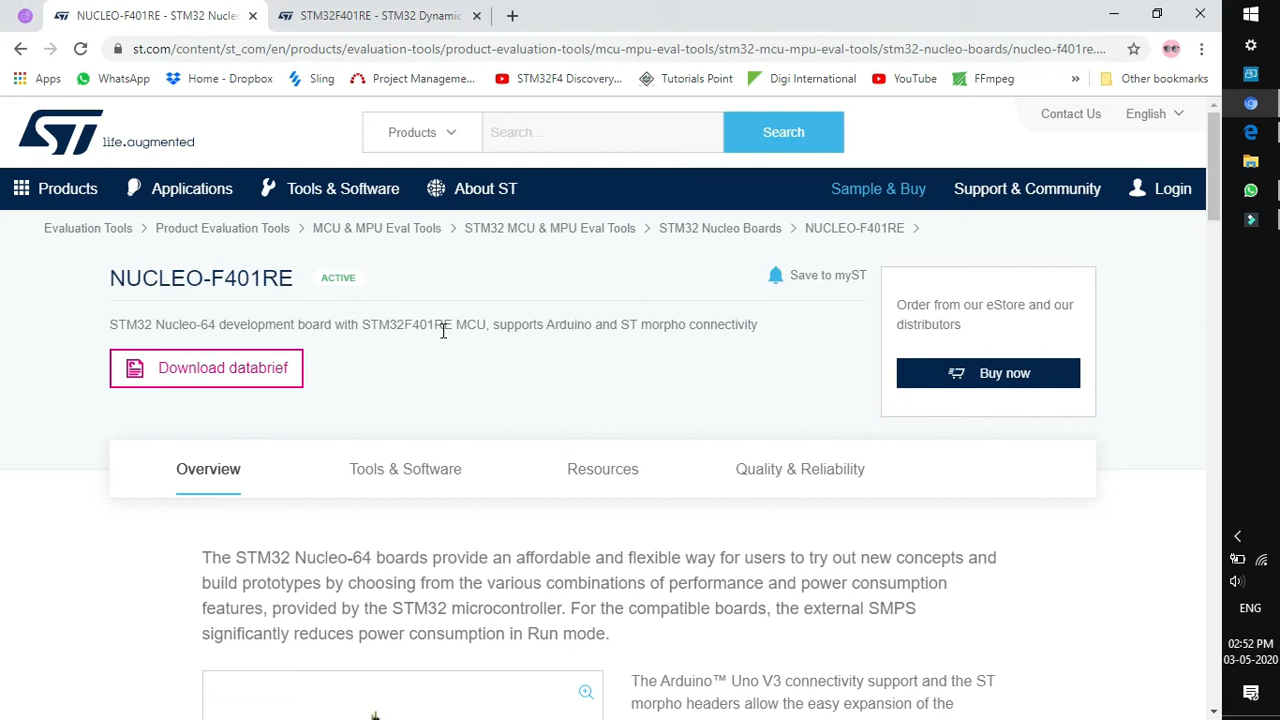 NUCLEO-F401RE - STM32 Nucleo
STM32F401RE - STM32 Dynamic
st.com/content/st_com/en/products/evaluation-tools/product-evaluation-tools/mcu-mpu-eval-tools/stm32-mcu-mpu-eval-tools/stm32-nucleo-boards/nucleo-f401re....
Apps WhatsApp Home - Dropbox Sling Project Manageme... STM32F4 Discovery... Tutorials Point Digi International YouTube FFmpeg » Other bookmarks
ST life.augmented
Products Search... Search
Contact Us English
Products Applications Tools & Software About ST Sample & Buy Support & Community Login
Evaluation Tools Product Evaluation Tools MCU & MPU Eval Tools STM32 MCU & MPU Eval Tools STM32 Nucleo Boards NUCLEO-F401RE
NUCLEO-F401RE ACTIVE
Save to myST
STM32 Nucleo-64 development board with STM32F401RE MCU, supports Arduino and ST morpho connectivity
Download databrief
Order from our eStore and our
distributors
Buy now
Overview Tools & Software Resources Quality & Reliability
The STM32 Nucleo-64 boards provide an affordable and flexible way for users to try out new concepts and
build prototypes by choosing from the various combinations of performance and power consumption
features, provided by the STM32 microcontroller. For the compatible boards, the external SMPS
significantly reduces power consumption in Run mode.
The Arduino™ Uno V3 connectivity support and the ST
morpho headers allow the easy expansion of the
ENG
02:52 PM
03-05-2020